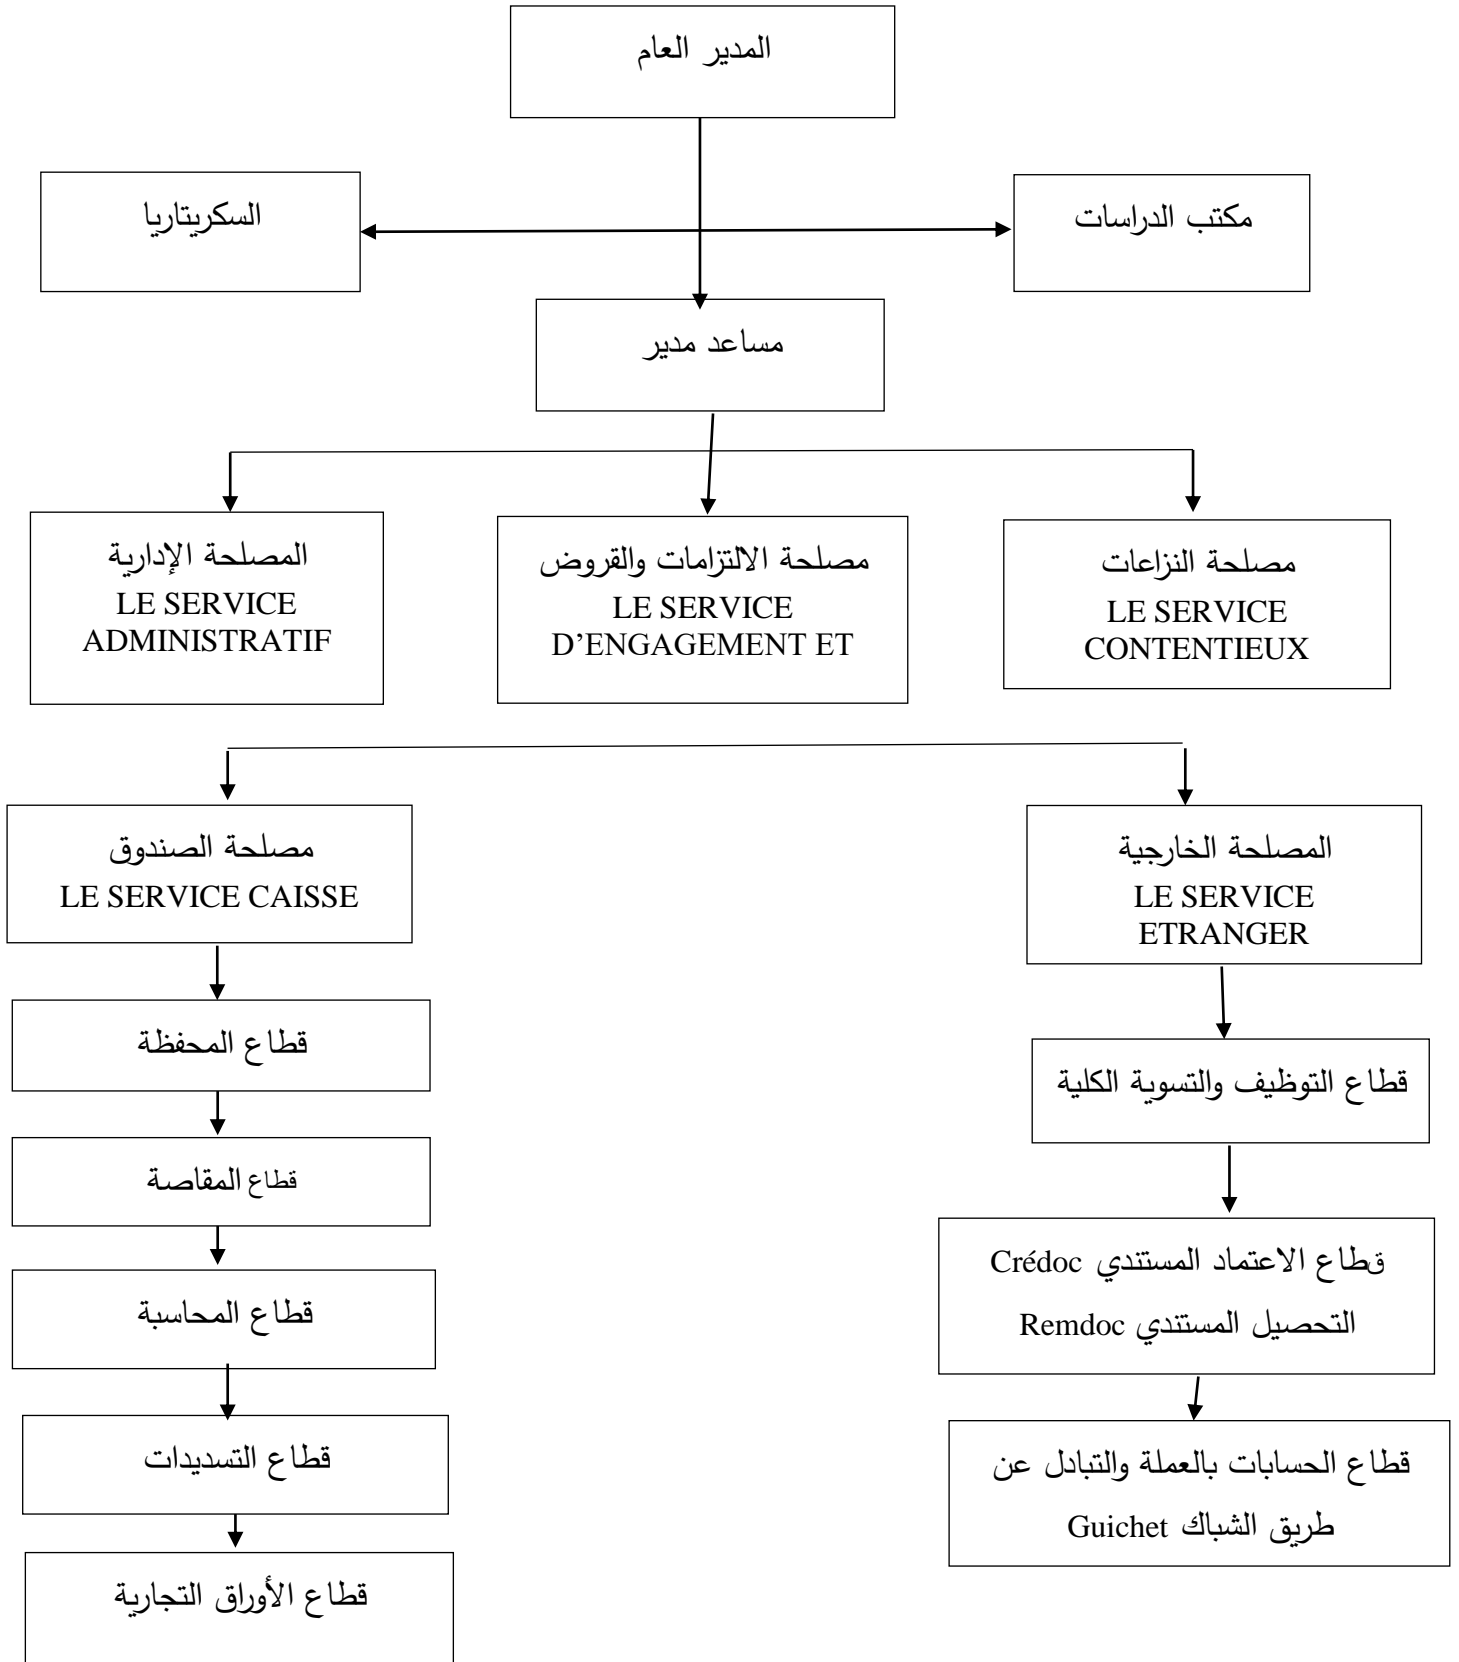 المدير العام
مكتب الدراسات
السكريتاريا
مساعد مدير
مصلحة النزاعات
LE SERVICE
CONTENTIEUX
مصلحة الالتزامات والقروض
LE SERVICE
D’ENGAGEMENT ET
المصلحة الإدارية
LE SERVICE
ADMINISTRATIF
المصلحة الخارجية
LE SERVICE
ETRANGER
قطاع التوظيف والتسوية الكلية
قطاع الاعتماد المستندي Crédoc
التحصيل المستندي Remdoc
قطاع الحسابات بالعملة والتبادل عن
طريق الشباك Guichet
مصلحة الصندوق
LE SERVICE CAISSE
قطاع المحفظة
قطاع المقاصة
قطاع المحاسبة
قطاع التسديدات
قطاع الأوراق التجارية